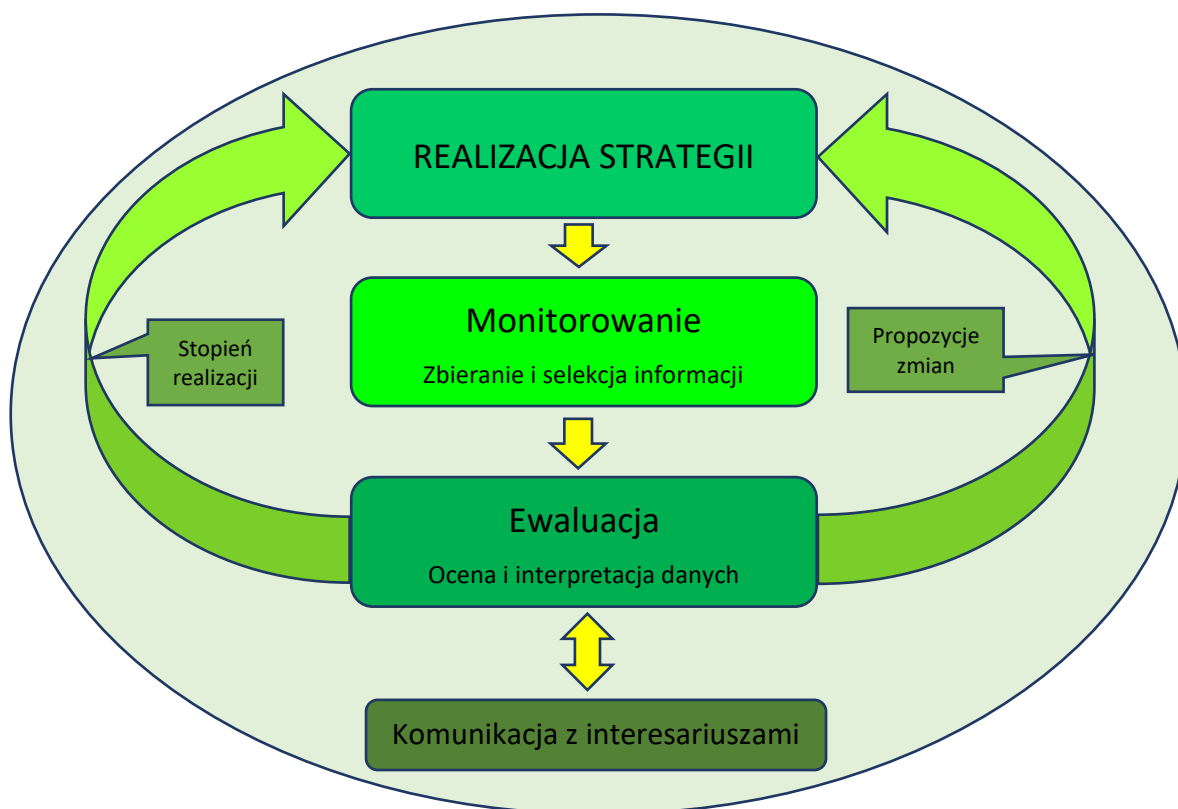 REALIZACJA STRATEGII
Monitorowanie
Zbieranie i selekcja informacji
Stopień
realizacji
Propozycje
zmian
Ewaluacja
Ocena i interpretacja danych
Komunikacja z interesariuszami